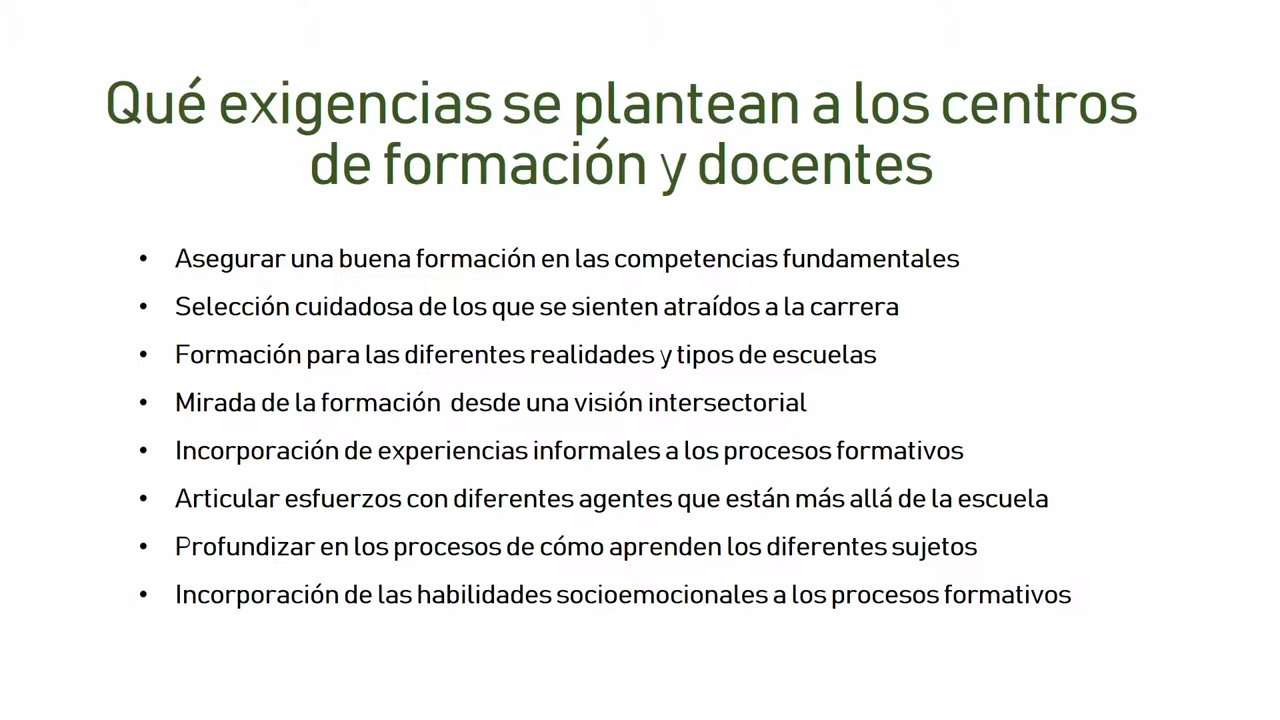 Qué exigencias se plantean a los centros
de formación y docentes
• Asegurar una buena formación en las competencias fundamentales
• Selección cuidadosa de los que se sienten atraídos a la carrera
• Formación para las diferentes realidades y tipos de escuelas
• Mirada de la formación desde una visión intersectorial
• Incorporación de experiencias informales a los procesos formativos
• Articular esfuerzos con diferentes agentes que están más allá de la escuela
• Profundizar en los procesos de cómo aprenden los diferentes sujetos
• Incorporación de las habilidades socioemocionales a los procesos formativos